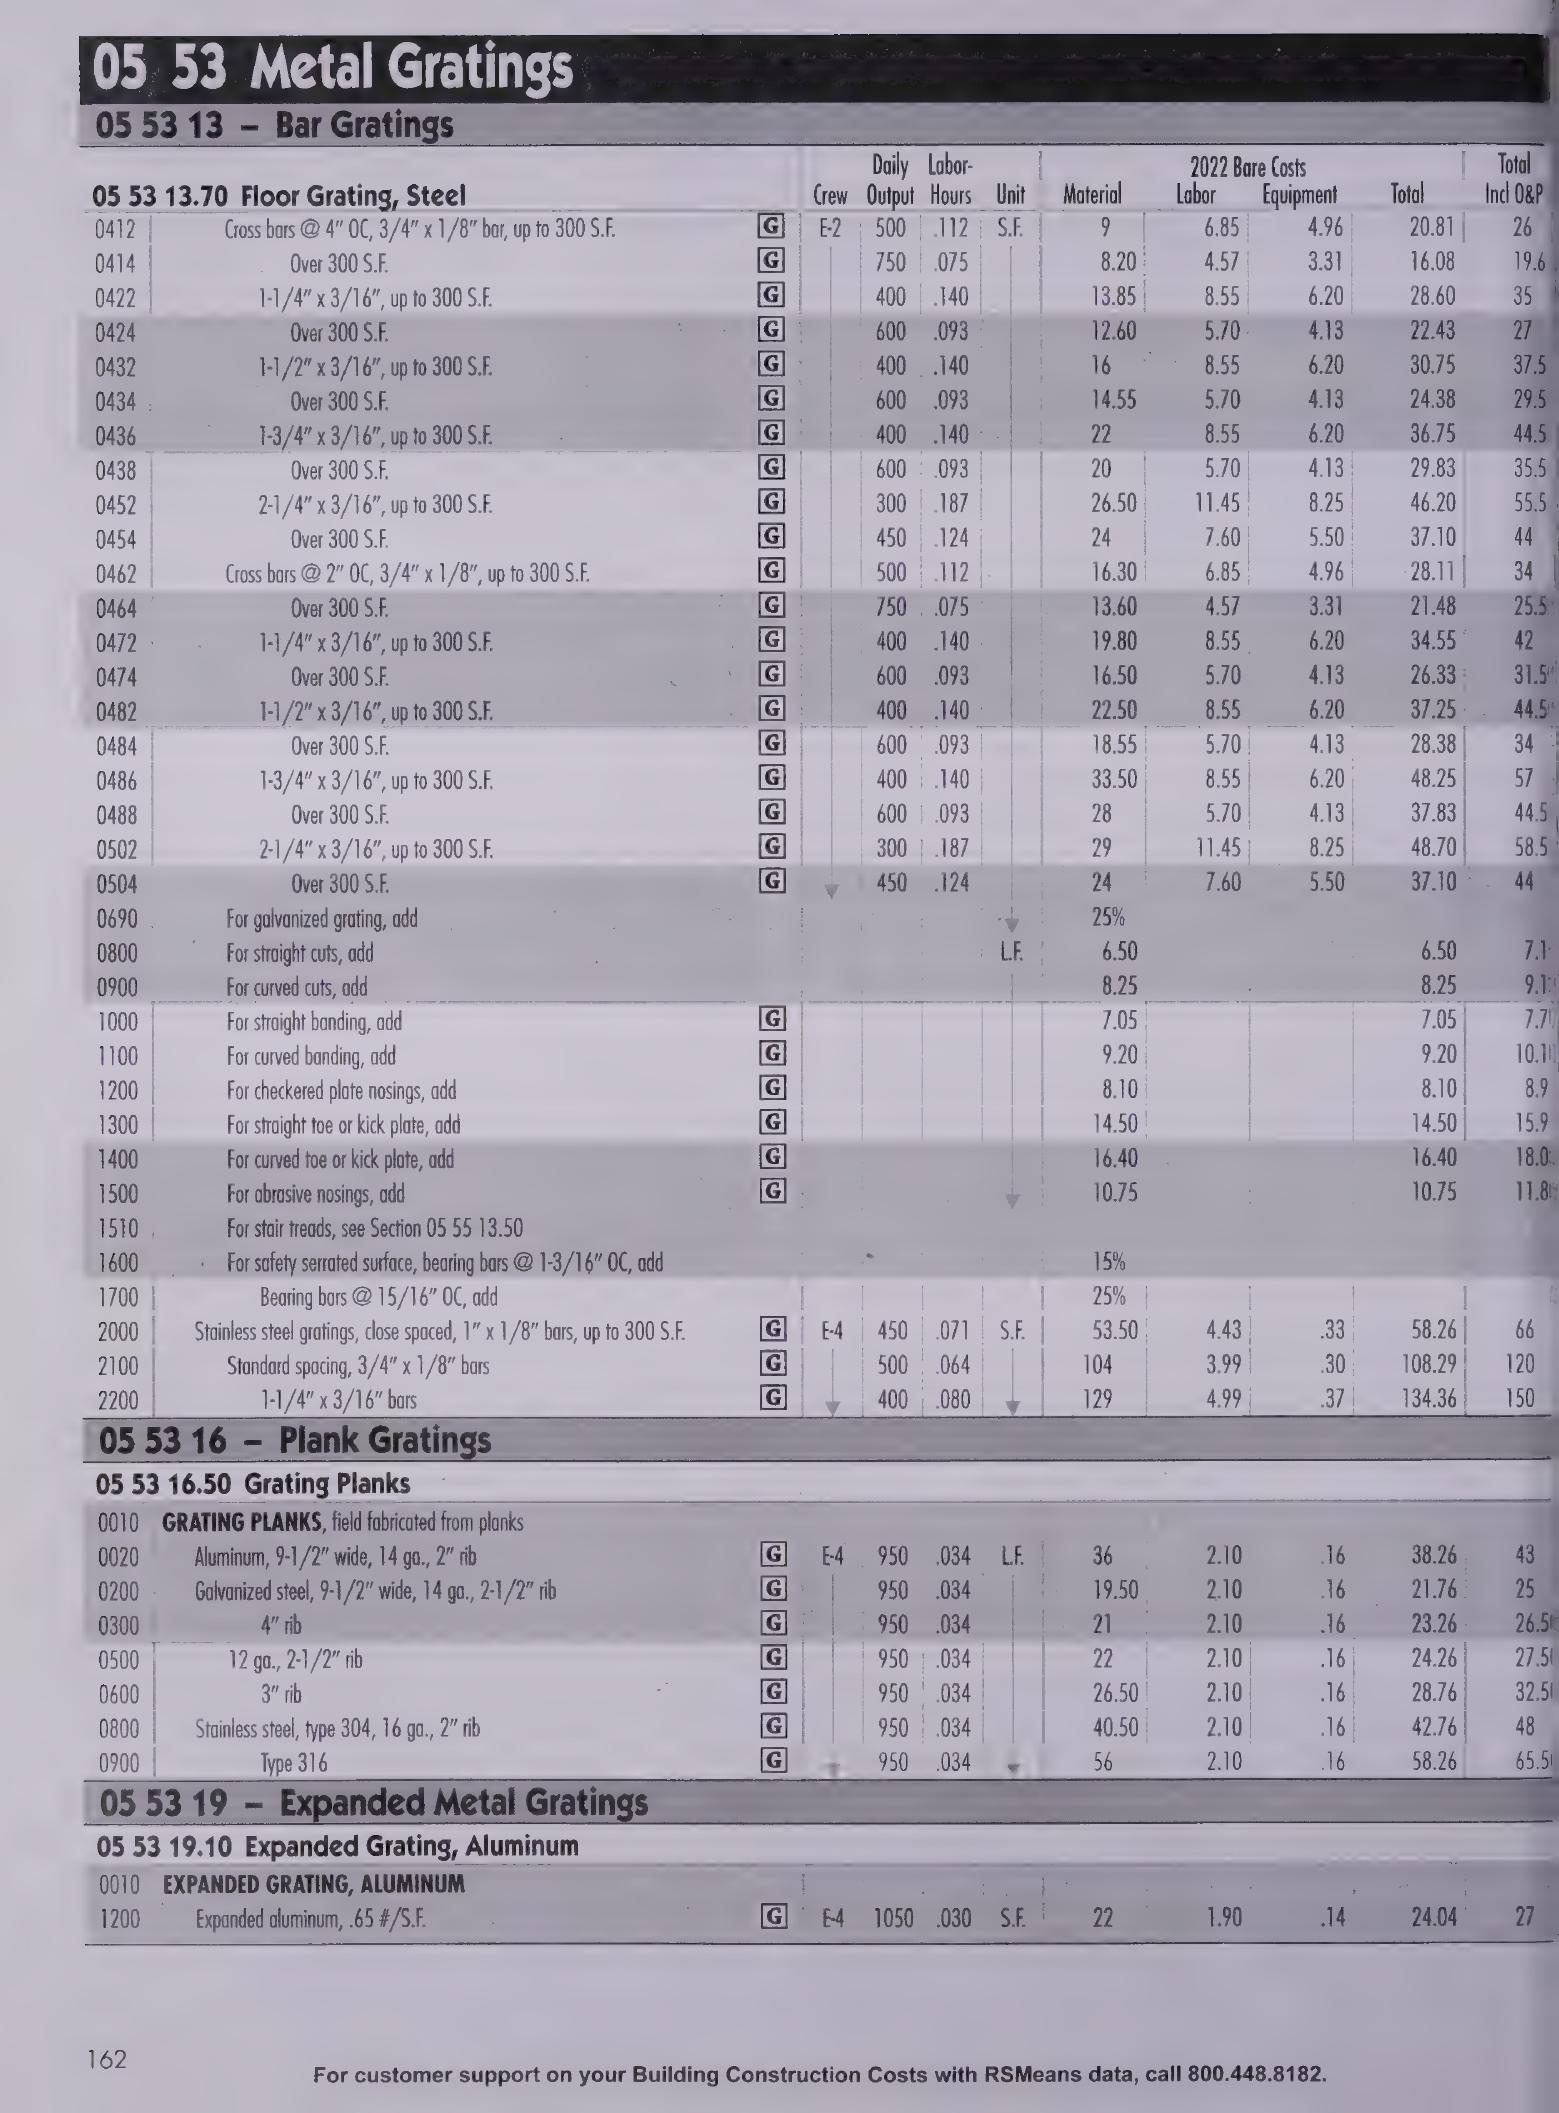 05 53 Metal Gratings
05 53 13 – Bar Gratings
Daily Labor- 2022 Bare Costs Total
05 53 13.70 Floor Grating, Steel Crew Output Hours Unit Material Labor Equipment Total Incl O&P
0412 Cross bars @ 4" OC, 3/4" x 1/8" bar, up to 300 S.F. G E-2 500 .112 S.F. 9 6.85 4.96 20.81 26
0414 Over 300 S.F. G 750 .075 8.20 4.57 3.31 16.08 19.6
0422 1-1/4" x 3/16", up to 300 S.F. G 400 .140 13.85 8.55 6.20 28.60 35
0424 Over 300 S.F. G 600 .093 12.60 5.70 4.13 22.43 27
0432 1-1/2" x 3/16", up to 300 S.F. G 400 .140 16 8.55 6.20 30.75 37.5
0434 Over 300 S.F. G 600 .093 14.55 5.70 4.13 24.38 29.5
0436 1-3/4" x 3/16", up to 300 S.F. G 400 .140 22 8.55 6.20 36.75 44.5
0438 Over 300 S.F. G 600 .093 20 5.70 4.13 29.83 35.5
0452 2-1/4" x 3/16", up to 300 S.F. G 300 .187 26.50 11.45 8.25 46.20 55.5
0454 Over 300 S.F. G 450 .124 24 7.60 5.50 37.10 44
0462 Cross bars @ 2" OC, 3/4" x 1/8", up to 300 S.F. G 500 .112 16.30 6.85 4.96 28.11 34
0464 Over 300 S.F. G 750 .075 13.60 4.57 3.31 21.48 25.5
0472 1-1/4" x 3/16", up to 300 S.F. G 400 .140 19.80 8.55 6.20 34.55 42
0474 Over 300 S.F. G 600 .093 16.50 5.70 4.13 26.33 31.5
0482 1-1/2" x 3/16", up to 300 S.F. G 400 .140 22.50 8.55 6.20 37.25 44.5
0484 Over 300 S.F. G 600 .093 18.55 5.70 4.13 28.38 34
0486 1-3/4" x 3/16", up to 300 S.F. G 400 .140 33.50 8.55 6.20 48.25 57
0488 Over 300 S.F. G 600 .093 28 5.70 4.13 37.83 44.5
0502 2-1/4" x 3/16", up to 300 S.F. G 300 .187 29 11.45 8.25 48.70 58.5
0504 Over 300 S.F. G 450 .124 24 7.60 5.50 37.10 44
0690 For galvanized grating, add 25%
0800 For straight cuts, add L.F. 6.50 6.50 7.1
0900 For curved cuts, add 8.25 8.25 9.1
1000 For straight banding, add G 7.05 7.05 7.7
1100 For curved banding, add G 9.20 9.20 10.1
1200 For checkered plate nosings, add G 8.10 8.10 8.9
1300 For straight toe or kick plate, add G 14.50 14.50 15.9
1400 For curved toe or kick plate, add G 16.40 16.40 18.0
1500 For abrasive nosings, add G 10.75 10.75 11.8
1510 For stair treads, see Section 05 55 13.50
1600 For safety serrated surface, bearing bars @ 1-3/16" OC, add 15%
1700 Bearing bars @ 15/16" OC, add 25%
2000 Stainless steel gratings, close spaced, 1" x 1/8" bars, up to 300 S.F. G E-4 450 .071 S.F. 53.50 4.43 .33 58.26 66
2100 Standard spacing, 3/4" x 1/8" bars G 500 .064 104 3.99 .30 108.29 120
2200 1-1/4" x 3/16" bars G 400 .080 129 4.99 .37 134.36 150
05 53 16 – Plank Gratings
05 53 16.50 Grating Planks
0010 GRATING PLANKS, field fabricated from planks
0020 Aluminum, 9-1/2" wide, 14 ga., 2" rib G E-4 950 .034 L.F. 36 2.10 .16 38.26 43
0200 Galvanized steel, 9-1/2" wide, 14 ga., 2-1/2" rib G 950 .034 19.50 2.10 .16 21.76 25
0300 4" rib G 950 .034 21 2.10 .16 23.26 26.5
0500 12 ga., 2-1/2" rib G 950 .034 22 2.10 .16 24.26 27.5
0600 3" rib G 950 .034 26.50 2.10 .16 28.76 32.5
0800 Stainless steel, type 304, 16 ga., 2" rib G 950 .034 40.50 2.10 .16 42.76 48
0900 Type 316 G 950 .034 56 2.10 .16 58.26 65.5
05 53 19 – Expanded Metal Gratings
05 53 19.10 Expanded Grating, Aluminum
0010 EXPANDED GRATING, ALUMINUM
1200 Expanded aluminum, .65 #/S.F. G E-4 1050 .030 S.F. 22 1.90 .14 24.04 27
162
For customer support on your Building Construction Costs with RSMeans data, call 800.448.8182.